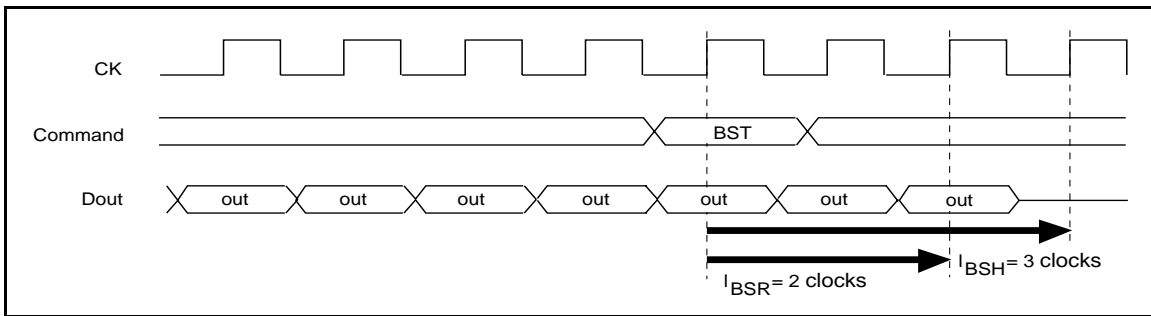 CK
Command
BST
Dout
out out out out out out out
lBSH= 3 clocks
lBSR= 2 clocks